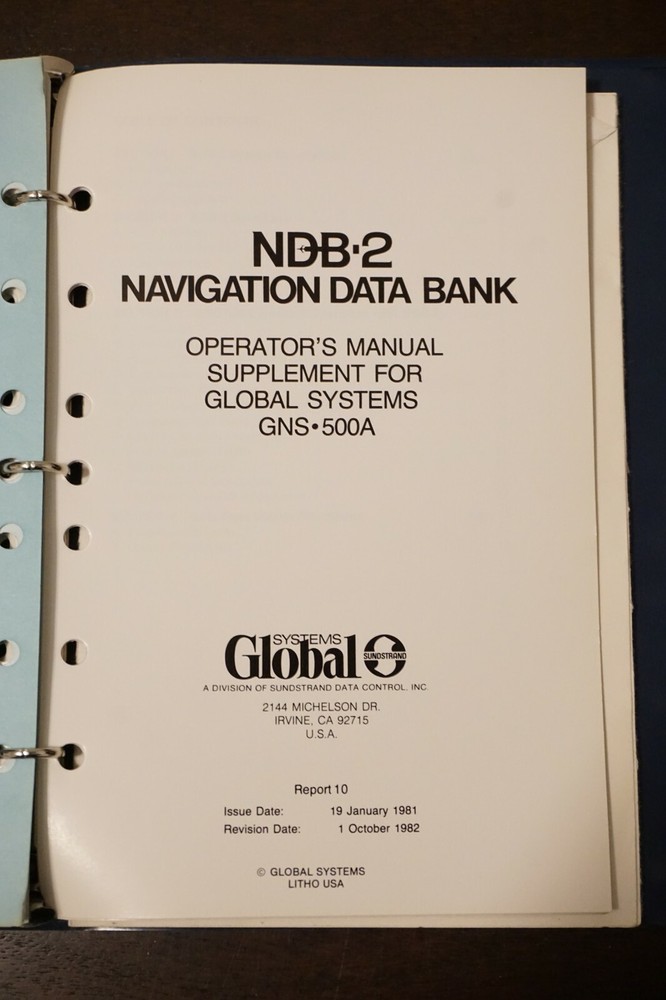 NDB·2
NAVIGATION DATA BANK
OPERATOR'S MANUAL
SUPPLEMENT FOR
GLOBAL SYSTEMS
GNS•500A
SYSTEMS
Global
SUNDSTRAND
A DIVISION OF SUNDSTRAND DATA CONTROL, INC.
2144 MICHELSON DR.
IRVINE, CA 92715
U.S.A.
Report 10
Issue Date: 19 January 1981
Revision Date: 1 October 1982
© GLOBAL SYSTEMS
LITHO USA